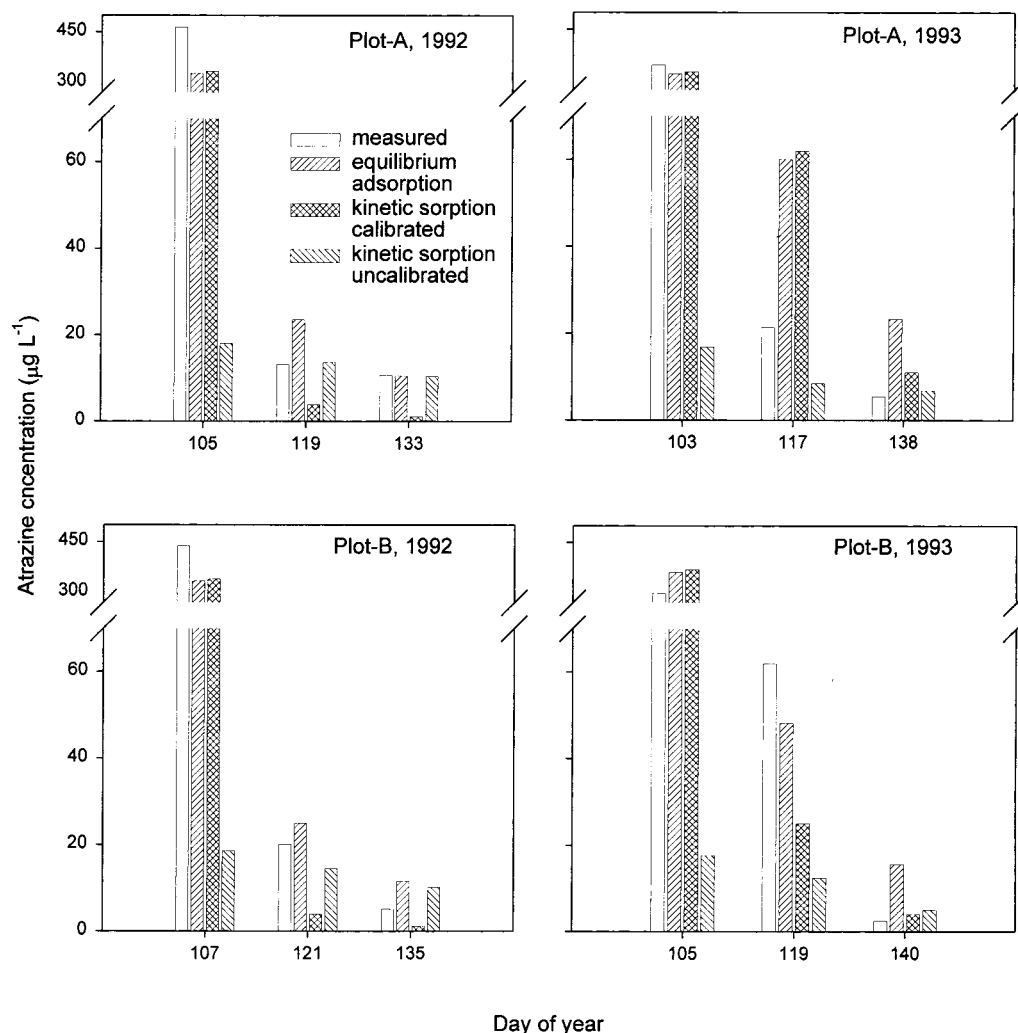 Plot-A, 1992
450
300
60
40
20
0
measured
equilibrium
adsorption
kinetic sorption
calibrated
kinetic sorption
uncalibrated
105 119 133
Plot-A, 1993
103 117 138
Atrazine cncentration (μg L⁻¹)
Plot-B, 1992
450
300
60
40
20
0
107 121 135
Plot-B, 1993
105 119 140
Day of year